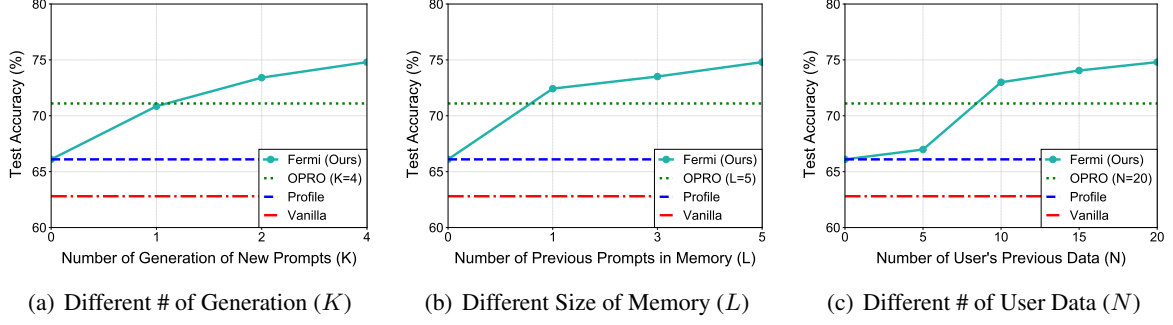 80
75
70
65
60
Test Accuracy (%)
0
1
2
4
Number of Generation of New Prompts (K)
Fermi (Ours)
OPRO (K=4)
Profile
Vanilla
(a) Different # of Generation (K)
80
75
70
65
60
Test Accuracy (%)
0
1
3
5
Number of Previous Prompts in Memory (L)
Fermi (Ours)
OPRO (L=5)
Profile
Vanilla
(b) Different Size of Memory (L)
80
75
70
65
60
Test Accuracy (%)
0
5
10
15
20
Number of User's Previous Data (N)
Fermi (Ours)
OPRO (N=20)
Profile
Vanilla
(c) Different # of User Data (N)